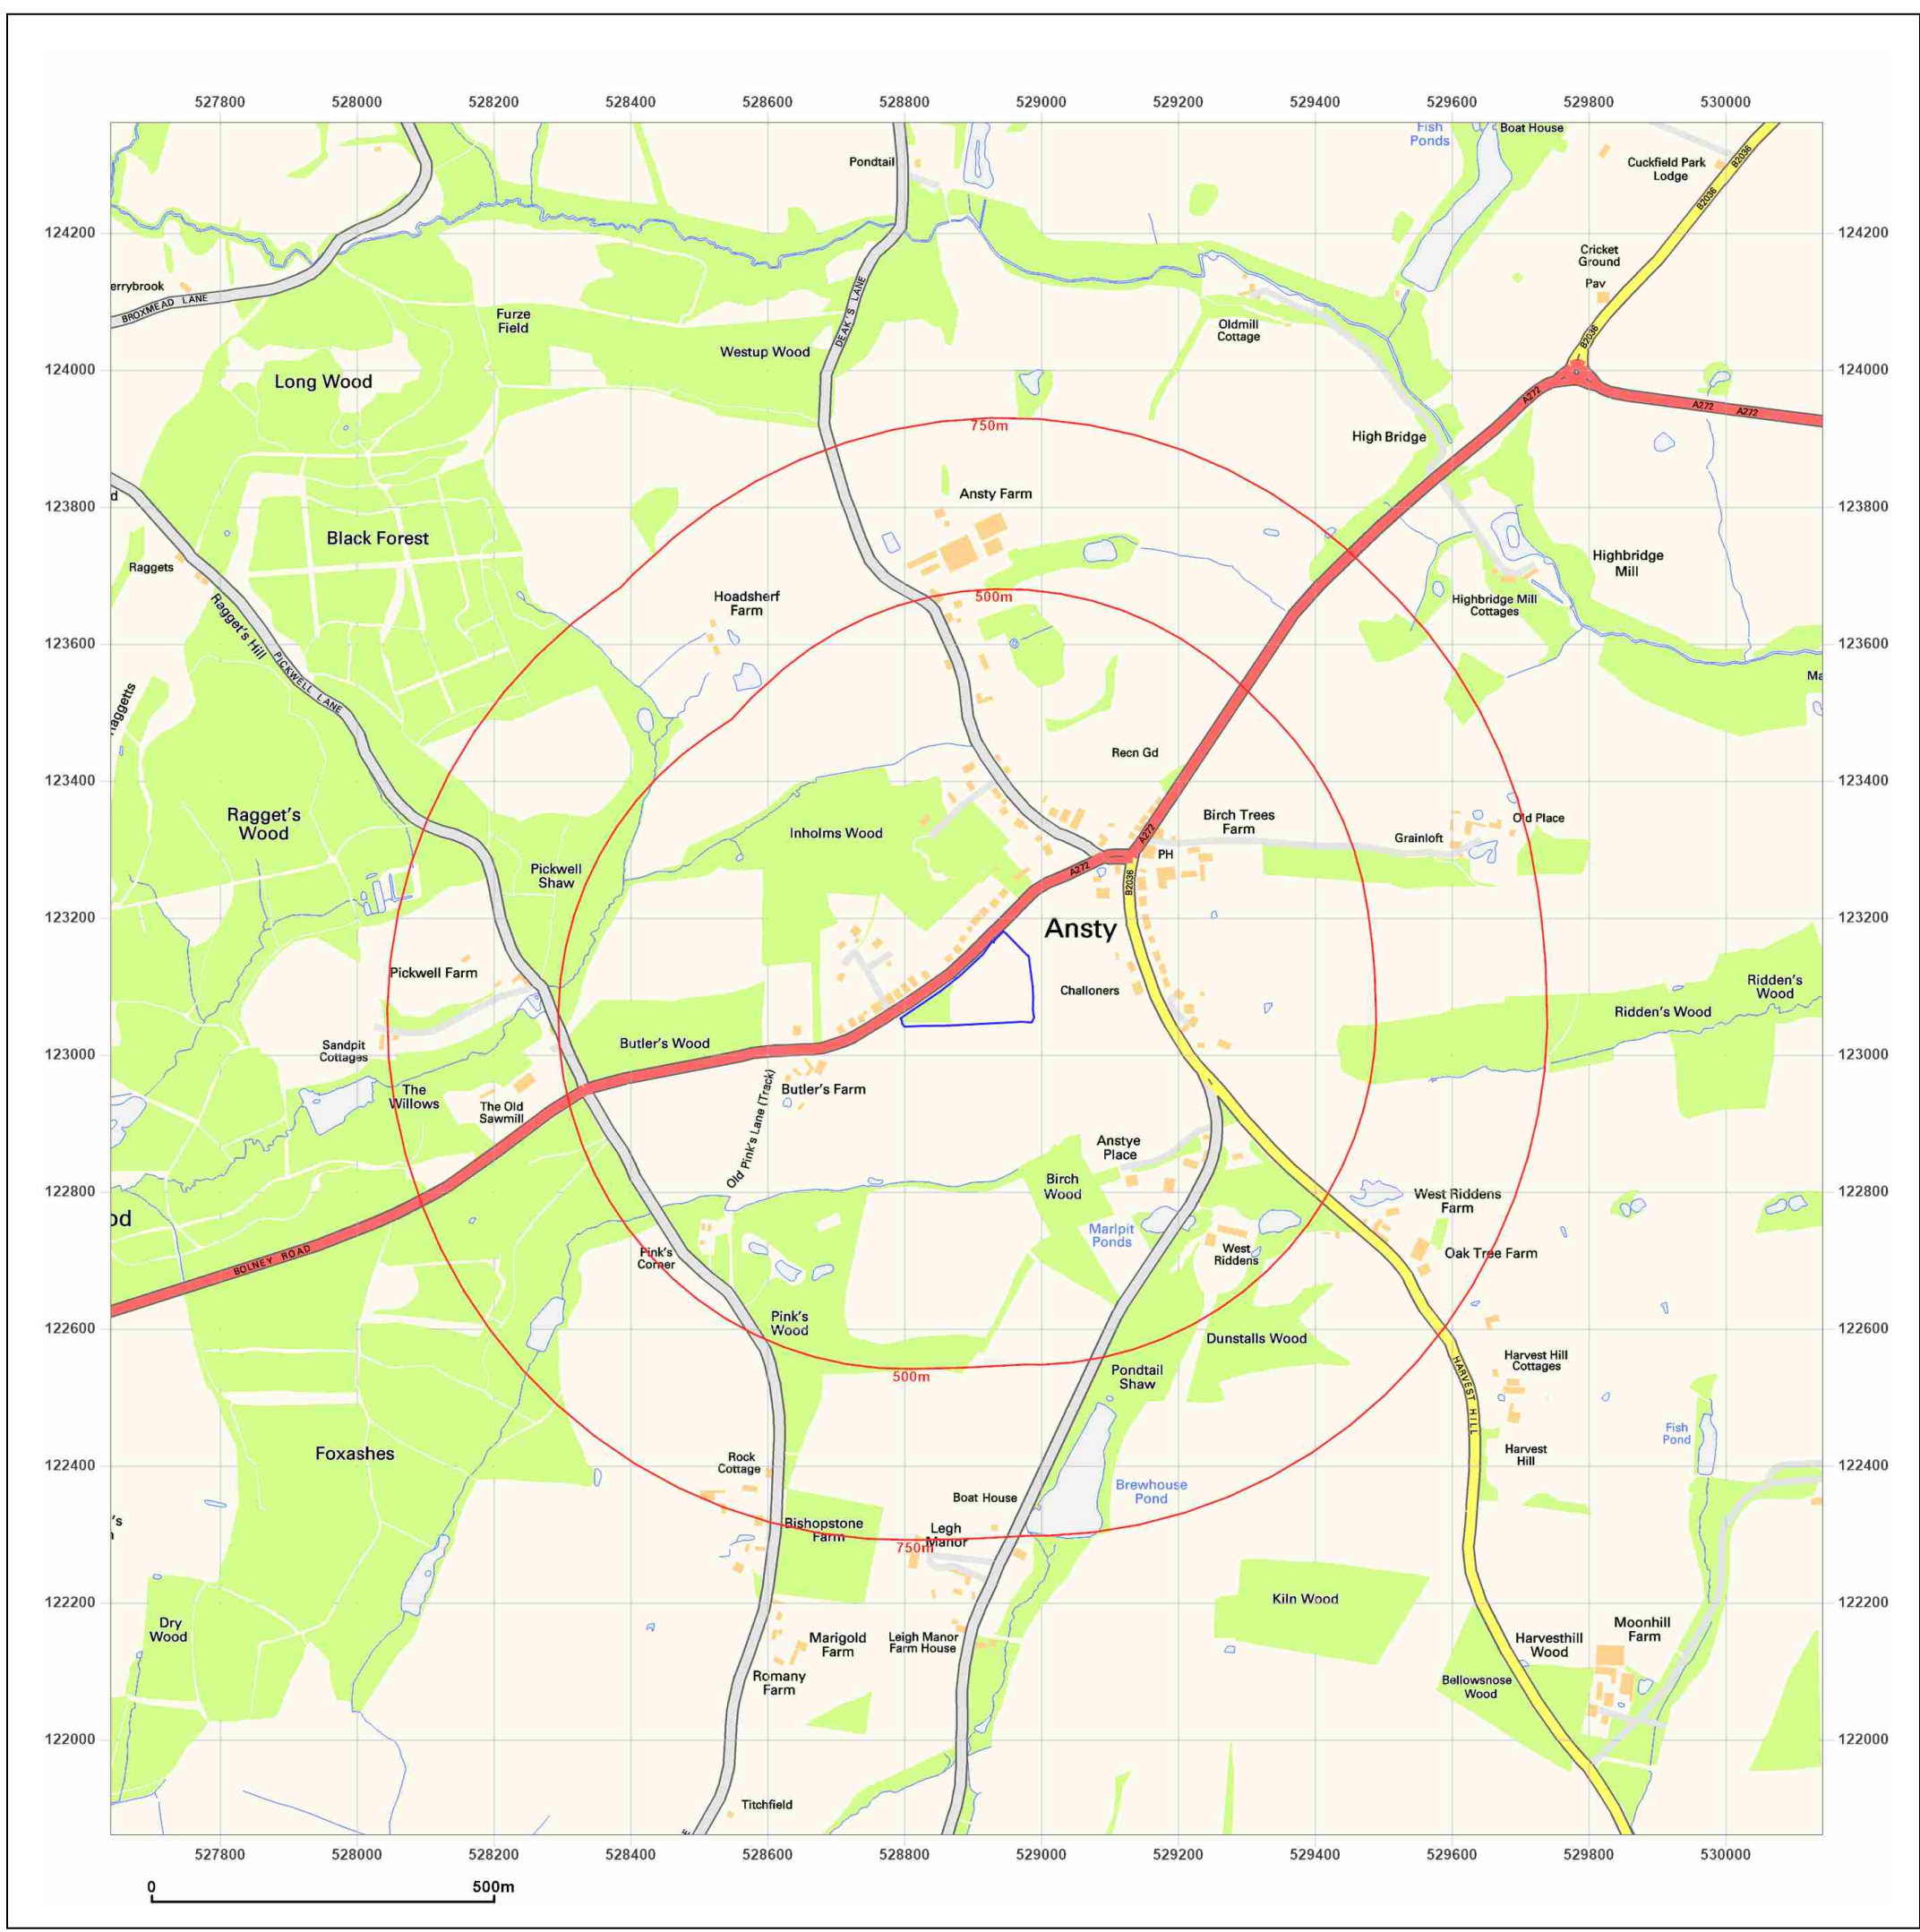 527800 528000 528200 528400 528600 528800 529000 529200 529400 529600 529800 530000
Fish
Ponds
Boat House
Pondtail
Cuckfield Park
Lodge
B2036
B2036
124200
124200
Cricket
Ground
Pav
errybrook
BROXMEAD LANE
DEAK'S LANE
Furze
Field
Oldmill
Cottage
B2036
Westup Wood
124000
124000
Long Wood
A272
A272
A272
750m
High Bridge
d
Ansty Farm
123800
123800
Black Forest
Highbridge
Mill
Raggets
Hoadsherf
Farm
500m
Highbridge Mill
Cottages
Ragget's Hill
123600
123600
PICKWELL LANE
Raggetts
Ma
Recn Gd
123400
123400
Ragget's
Wood
Birch Trees
Farm
Old Place
Inholms Wood
A272
Grainloft
PH
A272
Pickwell
Shaw
B2036
123200
123200
Ansty
Pickwell Farm
Challoners
Ridden's
Wood
Ridden's Wood
Sandpit
Cottages
Butler's Wood
123000
123000
The
Willows
Butler's Farm
The Old
Sawmill
Old Pink's Lane (Track)
Anstye
Place
Birch
Wood
122800
122800
West Riddens
Farm
od
Marlpit
Ponds
BOLNEY ROAD
Pink's
Corner
West
Riddens
Oak Tree Farm
Pink's
Wood
122600
122600
Dunstalls Wood
Harvest Hill
Cottages
500m
Pondtail
Shaw
HARVEST HILL
Fish
Pond
Foxashes
Harvest
Hill
Rock
Cottage
122400
122400
Brewhouse
Pond
Boat House
's
Bishopstone
Farm
Legh
Manor
750m
122200
122200
Kiln Wood
Dry
Wood
Marigold
Farm
Leigh Manor
Farm House
Harvesthill
Wood
Moonhill
Farm
Romany
Farm
Bellowsnose
Wood
122000
122000
Titchfield
E
527800 528000 528200 528400 528600 528800 529000 529200 529400 529600 529800 530000
0 500m